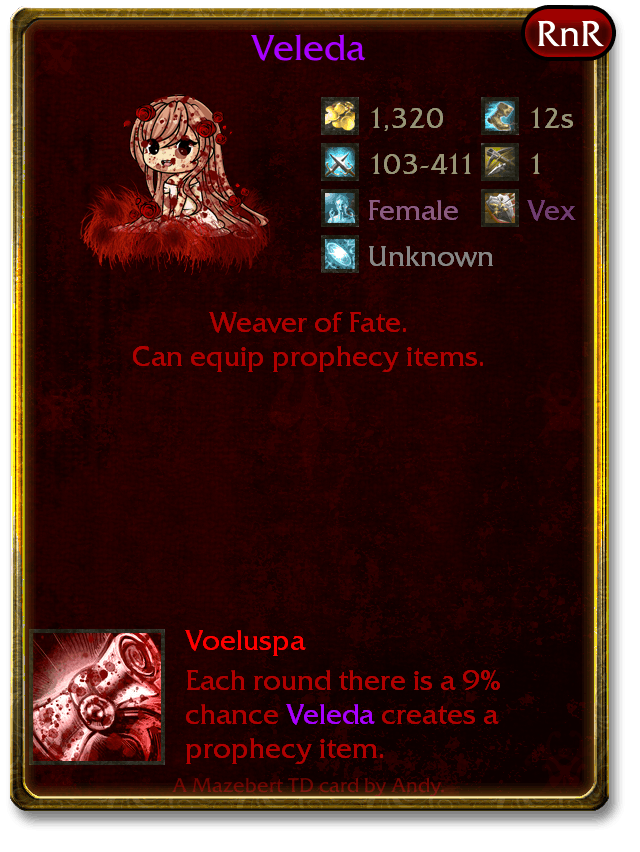 RnR
Veleda
1,320 12s
103-411 1
Female Vex
Unknown
Weaver of Fate.
Can equip prophecy items.
Voeluspa
Each round there is a 9%
chance Veleda creates a
prophecy item.
A Mazebert TD card by Andy.